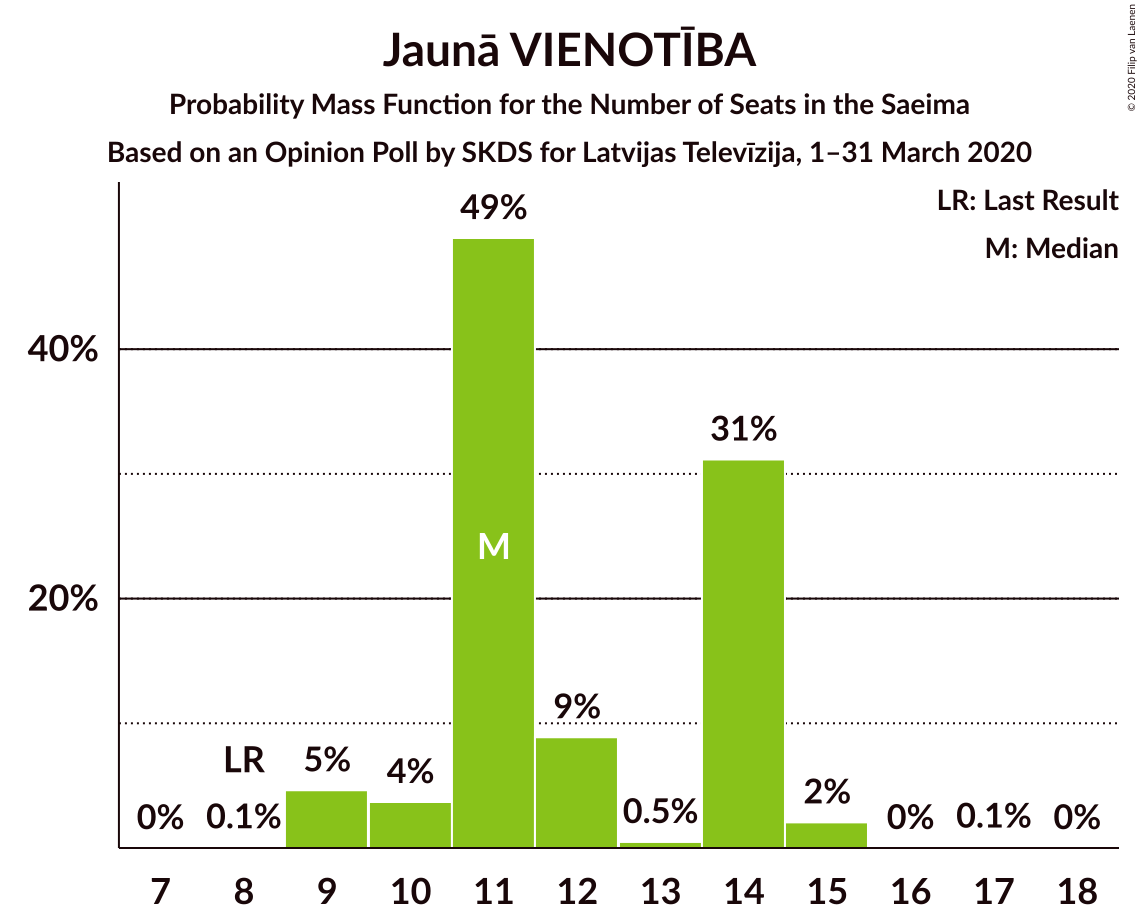 Jaunā VIENOTĪBA
Probability Mass Function for the Number of Seats in the Saeima
Based on an Opinion Poll by SKDS for Latvijas Televīzija, 1–31 March 2020
© 2020 Filip van Laenen
LR: Last Result
M: Median
40%
20%
0%
LR
0.1%
5%
4%
49%
M
9%
0.5%
31%
2%
0%
0.1%
0%
7 8 9 10 11 12 13 14 15 16 17 18